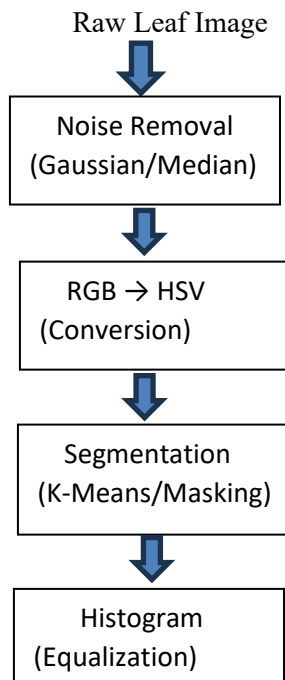 Raw Leaf Image
Noise Removal
(Gaussian/Median)
RGB → HSV
(Conversion)
Segmentation
(K-Means/Masking)
Histogram
(Equalization)